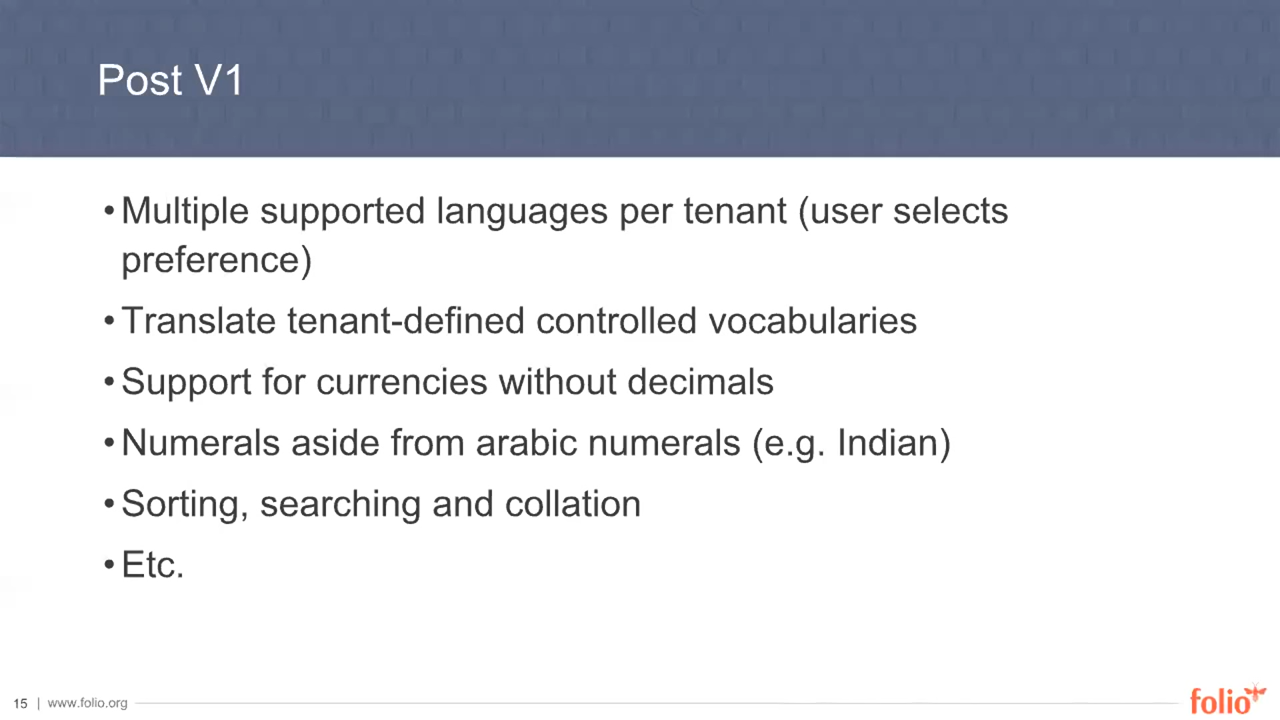 Post V1
•Multiple supported languages per tenant (user selects
preference)
•Translate tenant-defined controlled vocabularies
•Support for currencies without decimals
•Numerals aside from arabic numerals (e.g. Indian)
•Sorting, searching and collation
•Etc.
15 | www.folio.org
folio